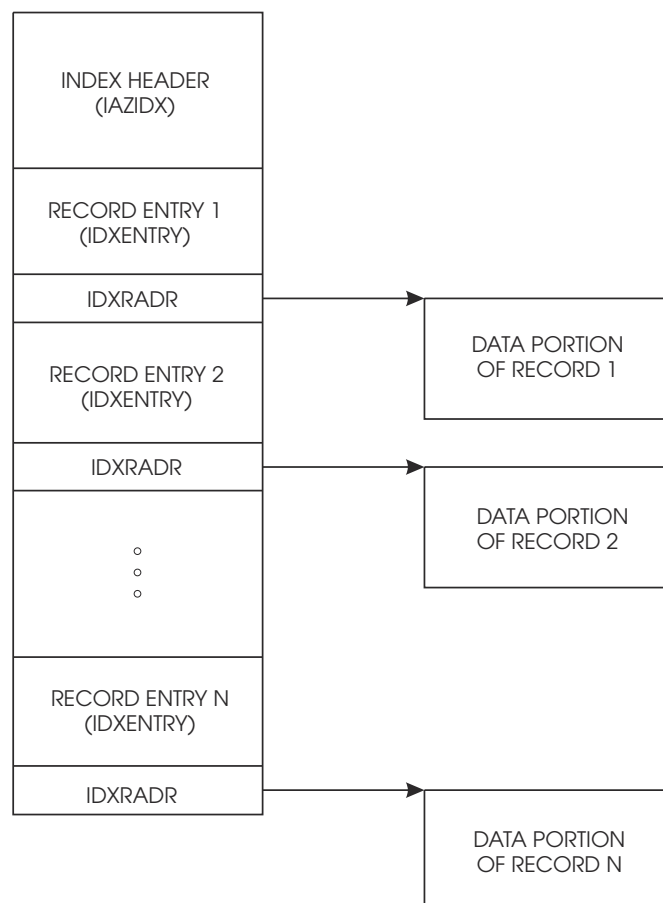 INDEX HEADER
(IAZIDX)
RECORD ENTRY 1
(IDXENTRY)
IDXRADR
DATA PORTION
OF RECORD 1
RECORD ENTRY 2
(IDXENTRY)
IDXRADR
DATA PORTION
OF RECORD 2
RECORD ENTRY N
(IDXENTRY)
IDXRADR
DATA PORTION
OF RECORD N